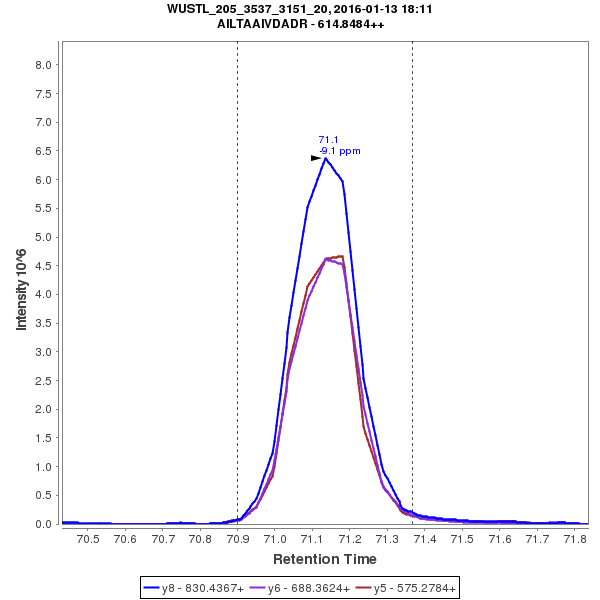 WUSTL_205_3537_3151_20, 2016-01-13 18:11
AILTAAIVDADR - 614.8484++
71.1
-9.1 ppm
Intensity 10^6
8.0
7.5
7.0
6.5
6.0
5.5
5.0
4.5
4.0
3.5
3.0
2.5
2.0
1.5
1.0
0.5
0.0
70.5 70.6 70.7 70.8 70.9 71.0 71.1 71.2 71.3 71.4 71.5 71.6 71.7 71.8
Retention Time
y8 - 830.4367+ y6 - 688.3624+ y5 - 575.2784+